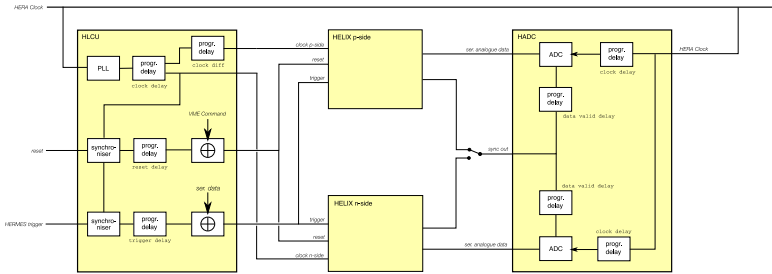 HERA Clock
HLCU
HELIX p-side
HADC
progr.
delay
clock diff
PLL
progr.
delay
clock delay
clock p-side
reset
trigger
ser. analogue data
ADC
progr.
delay
clock delay
HERA Clock
progr.
delay
data valid delay
VME Command
reset
synchro-
niser
progr.
delay
reset delay
sync out
ser. data
HERMES trigger
synchro-
niser
progr.
delay
trigger delay
HELIX n-side
trigger
reset
clock n-side
ser. analogue data
data valid delay
progr.
delay
clock delay
ADC
progr.
delay